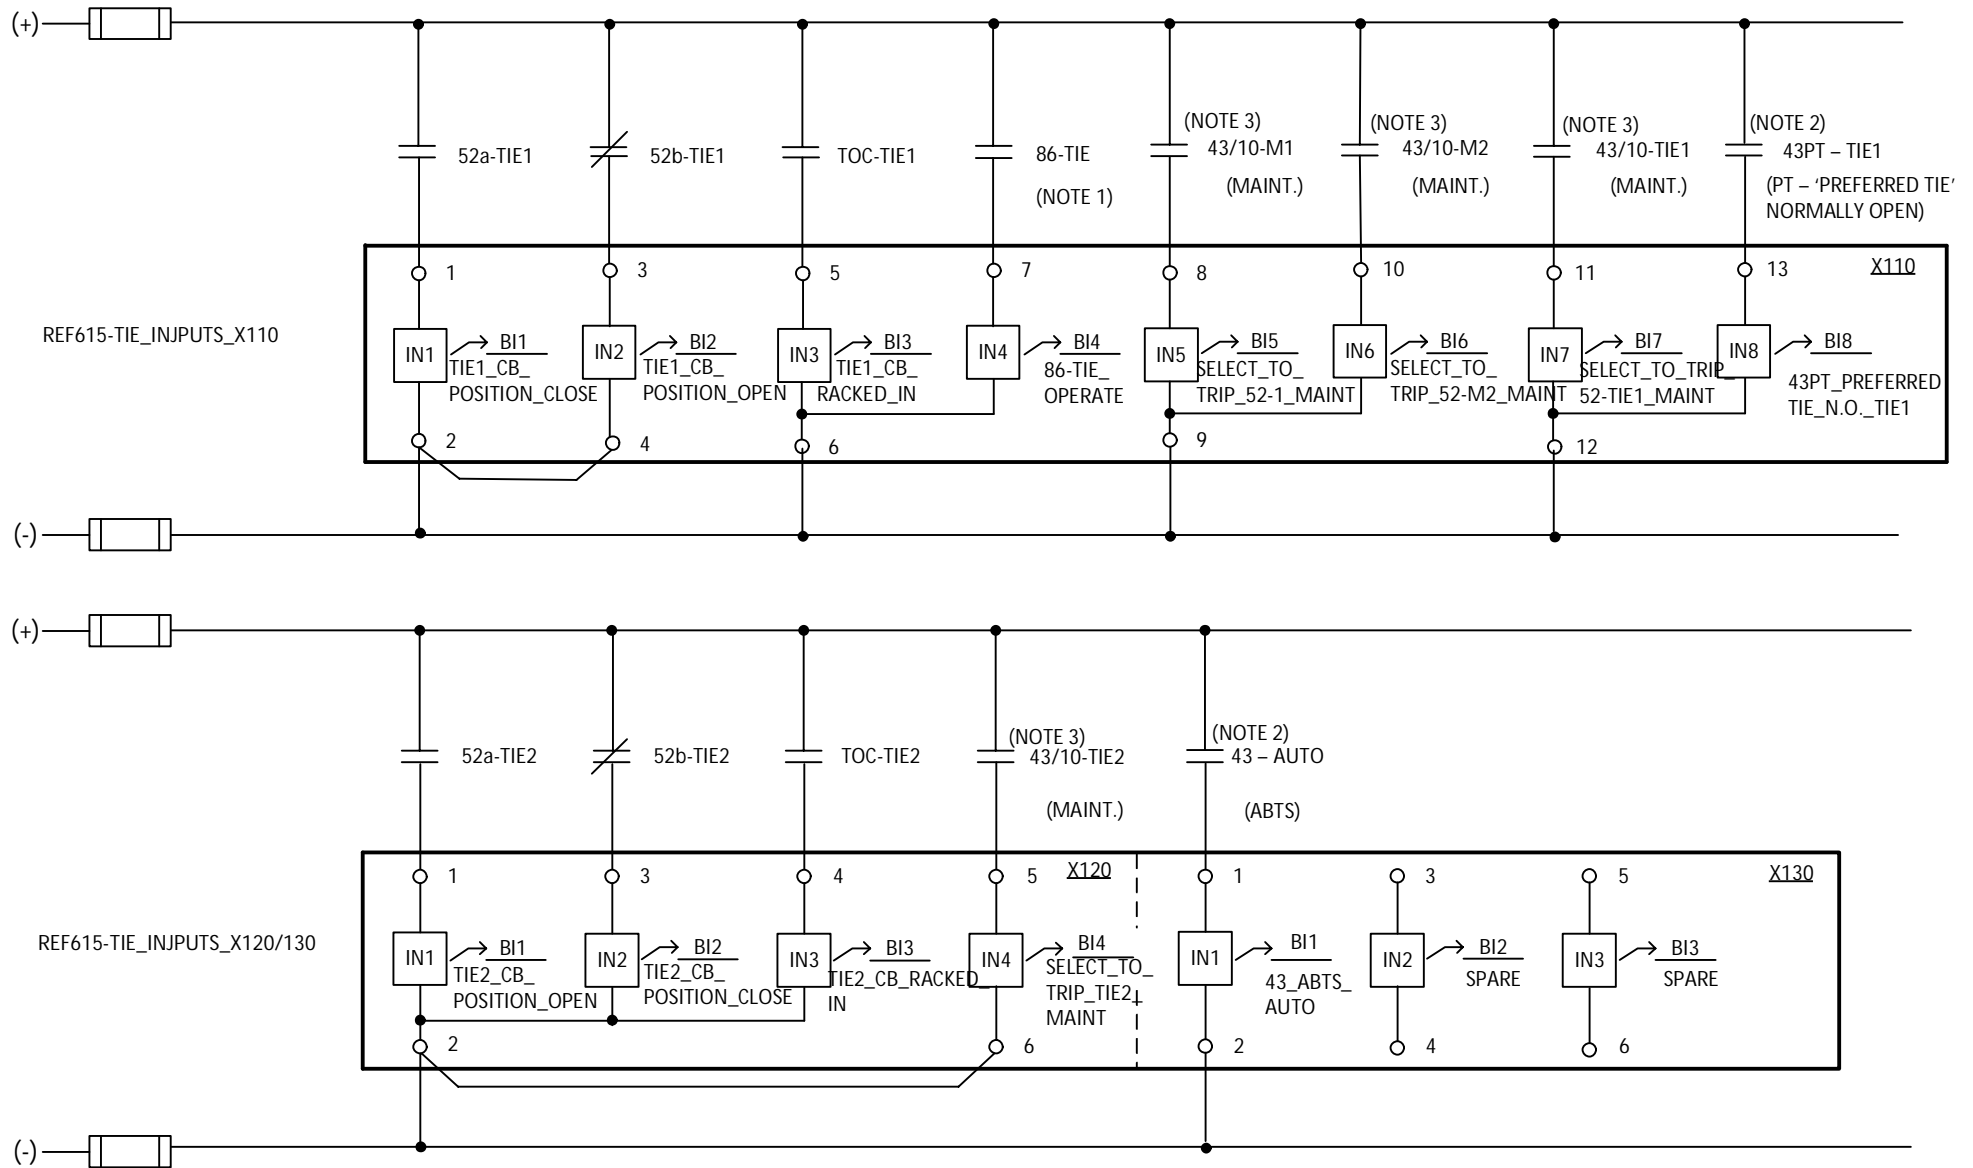 (+)
(NOTE 3)
(NOTE 3)
(NOTE 3)
(NOTE 2)
52a-TIE1
52b-TIE1
TOC-TIE1
86-TIE
43/10-M1
43/10-M2
43/10-TIE1
43PT – TIE1
(NOTE 1)
(MAINT.)
(MAINT.)
(MAINT.)
(PT – ‘PREFERRED TIE’
NORMALLY OPEN)
1
3
5
7
8
10
11
13
X110
REF615-TIE_INJPUTS_X110
IN1
BI1
TIE1_CB_
POSITION_CLOSE
IN2
BI2
TIE1_CB_
POSITION_OPEN
IN3
BI3
TIE1_CB_
RACKED_IN
IN4
BI4
86-TIE_
OPERATE
IN5
BI5
SELECT_TO_
TRIP_52-1_MAINT
IN6
BI6
SELECT_TO_
TRIP_52-M2_MAINT
IN7
BI7
SELECT_TO_TRIP_
52-TIE1_MAINT
IN8
BI8
43PT_PREFERRED
TIE_N.O._TIE1
2
4
6
9
12
(-)
(+)
52a-TIE2
52b-TIE2
TOC-TIE2
(NOTE 3)
43/10-TIE2
(MAINT.)
(NOTE 2)
43 – AUTO
(ABTS)
1
3
4
5
X120
1
3
5
X130
REF615-TIE_INJPUTS_X120/130
IN1
BI1
TIE2_CB_
POSITION_OPEN
IN2
BI2
TIE2_CB_
POSITION_CLOSE
IN3
BI3
TIE2_CB_RACKED_
IN
IN4
BI4
SELECT_TO_
TRIP_TIE2_
MAINT
IN1
BI1
43_ABTS_
AUTO
IN2
BI2
SPARE
IN3
BI3
SPARE
2
6
2
4
6
(-)